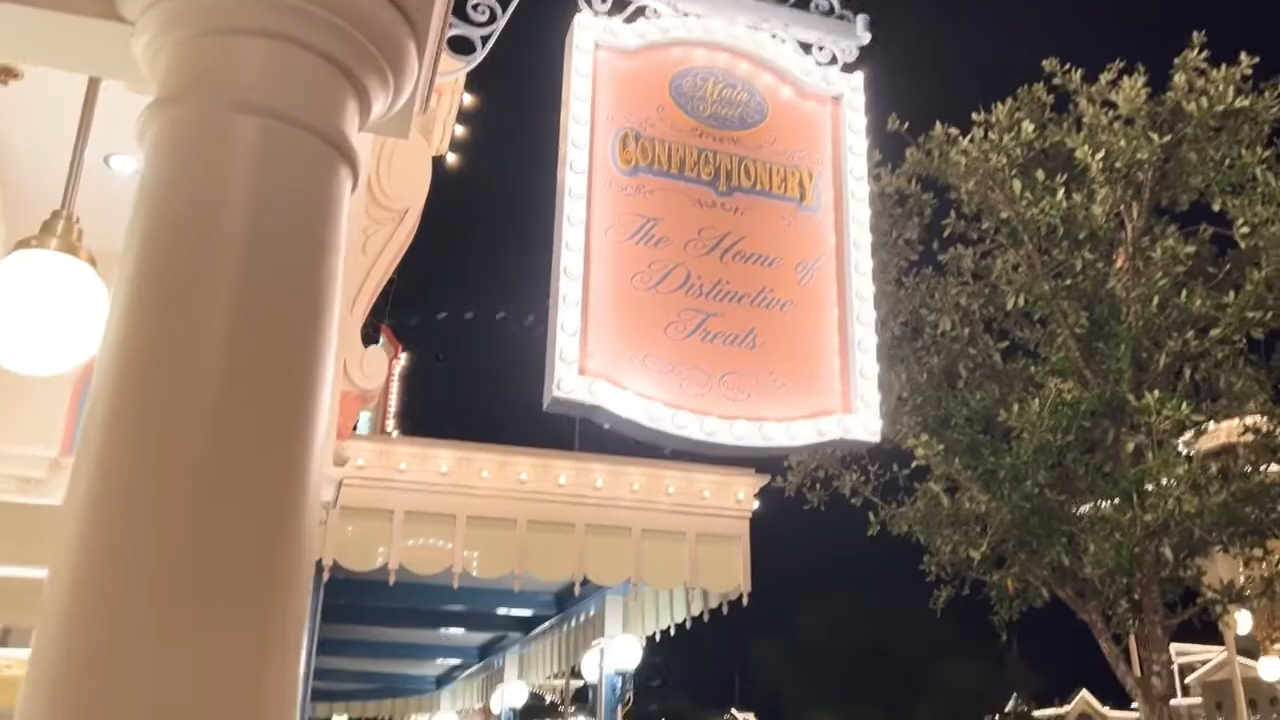 Main
Street
CONFECTIONERY
The Home of
Distinctive
Treats